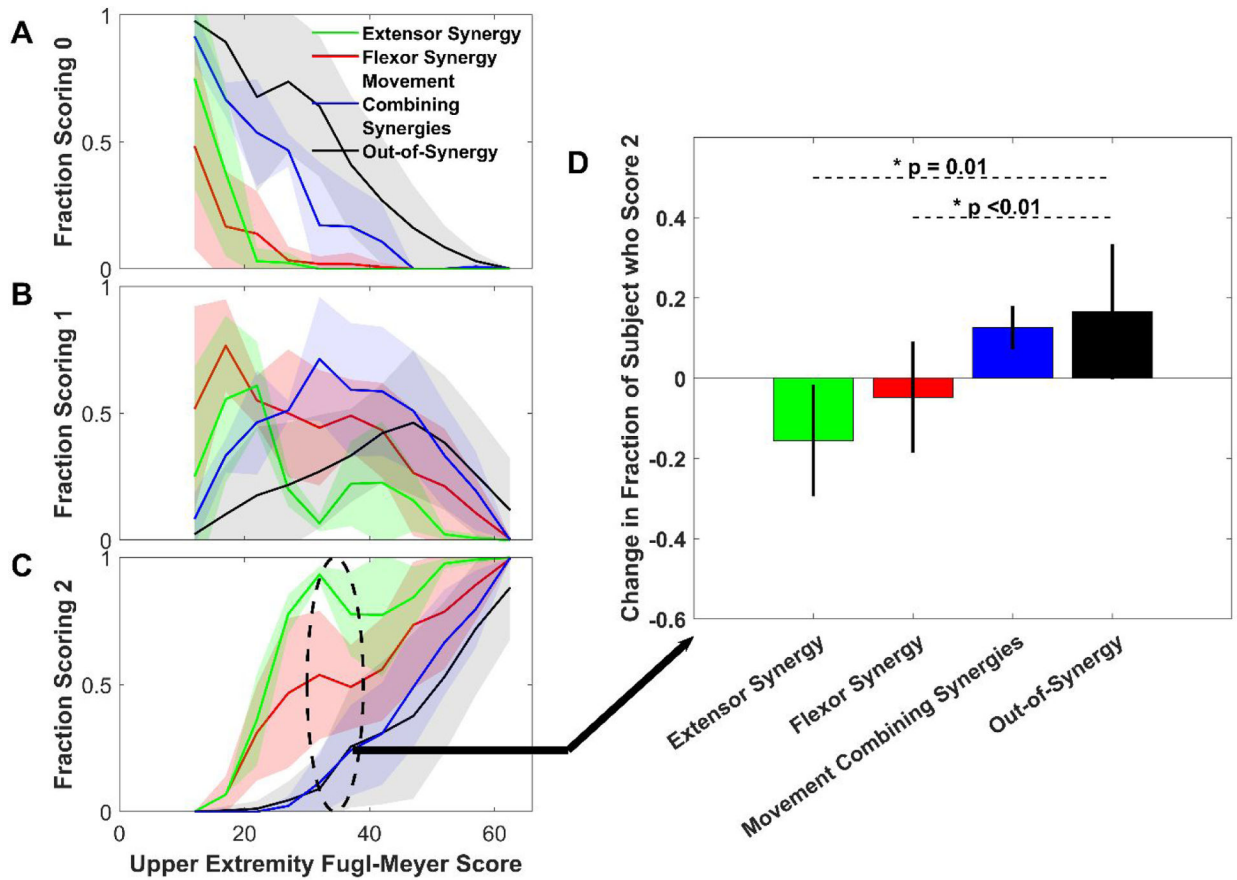 A
Fraction Scoring 0
1
0.5
0
Extensor Synergy
Flexor Synergy
Movement
Combining
Synergies
Out-of-Synergy
B
Fraction Scoring 1
1
0.5
0
C
Fraction Scoring 2
1
0.5
0
0 20 40 60
Upper Extremity Fugl-Meyer Score
D
Change in Fraction of Subject who Score 2
* p = 0.01
* p <0.01
0.4
0.2
0
-0.2
-0.4
-0.6
Extensor Synergy
Flexor Synergy
Movement Combining Synergies
Out-of-Synergy